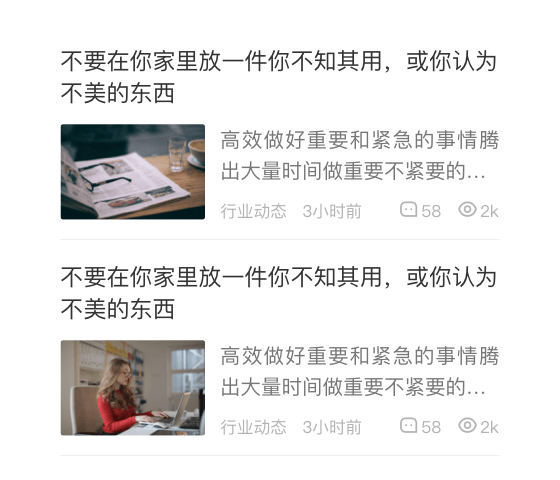 不要在你家里放一件你不知其用，或你认为
不美的东西
高效做好重要和紧急的事情腾
出大量时间做重要不紧要的...
行业动态 3小时前 58 2k
不要在你家里放一件你不知其用，或你认为
不美的东西
高效做好重要和紧急的事情腾
出大量时间做重要不紧要的...
行业动态 3小时前 58 2k